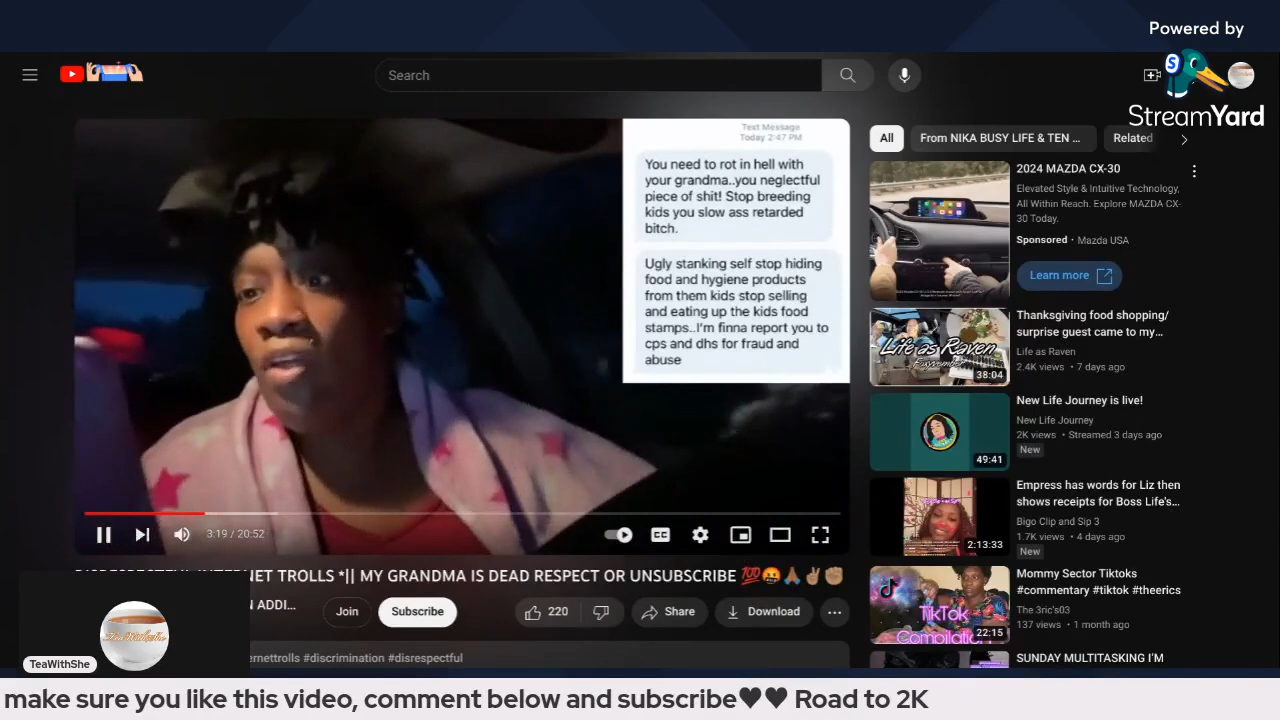 Powered by
StreamYard
Search
Text Message
Today 2:47 PM
You need to rot in hell with
your grandma..you neglectful
piece of shit! Stop breeding
kids you slow ass retarded
bitch.
Ugly stanking self stop hiding
food and hygiene products
from them kids stop selling
and eating up the kids food
stamps..I'm finna report you to
cps and dhs for fraud and
abuse
3:19 / 20:52
NET TROLLS *|| MY GRANDMA IS DEAD RESPECT OR UNSUBSCRIBE 💯🤬🙏🏾✌🏾✊🏾
N ADDI...
Join
Subscribe
220
Share
Download
ernettrolls #discrimination #disrespectful
All
From NIKA BUSY LIFE & TEN ...
Related
2024 MAZDA CX-30
Elevated Style & Intuitive Technology,
All Within Reach. Explore MAZDA CX-
30 Today.
Sponsored · Mazda USA
Learn more
Life as Raven
38:04
Thanksgiving food shopping/
surprise guest came to my...
Life as Raven
2.4K views • 7 days ago
49:41
New Life Journey is live!
New Life Journey
2K views • Streamed 3 days ago
New
2:13:33
Empress has words for Liz then
shows receipts for Boss Life's...
Bigo Clip and Sip 3
1.7K views • 4 days ago
New
TikTok
Compilation
22:15
Mommy Sector Tiktoks
#commentary #tiktok #theerics
The 3ric's03
137 views • 1 month ago
SUNDAY MULTITASKING I'M
TeaWithShe
TeaWithShe
make sure you like this video, comment below and subscribe♥♥ Road to 2K